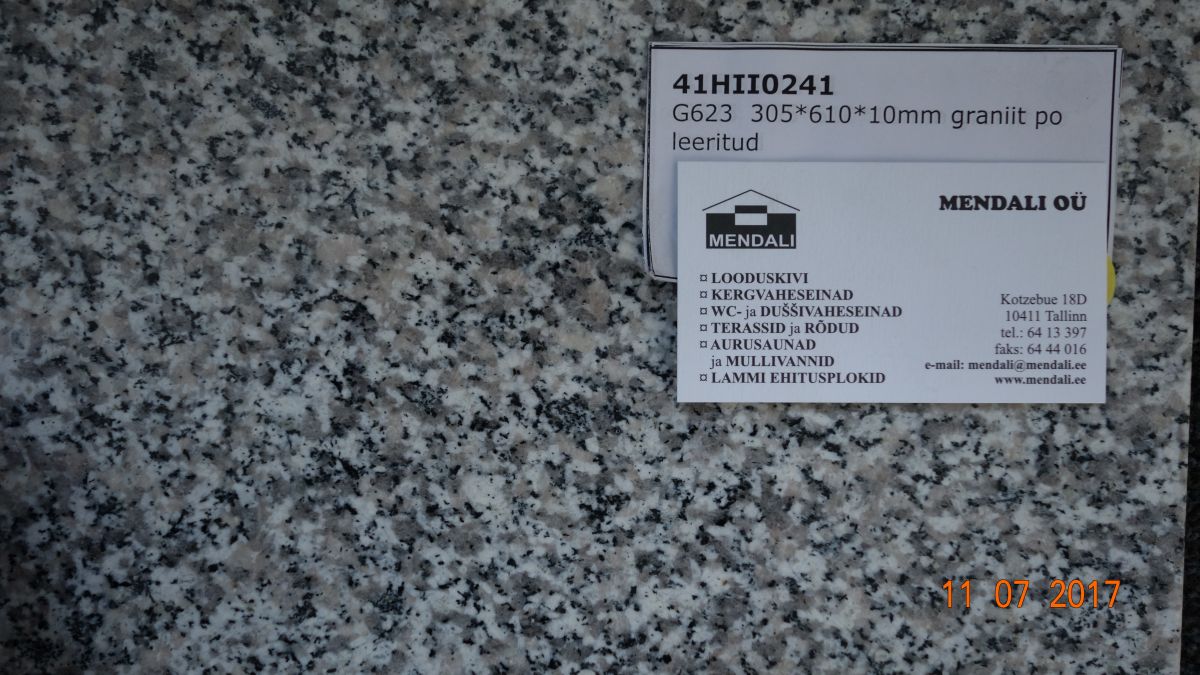 41HII0241
G623 305*610*10mm graniit po
leeritud
MENDALI
MENDALI OÜ
¤ LOODUSKIVI
¤ KERGVAHESEINAD
¤ WC- ja DUŠŠIVAHESEINAD
¤ TERASSID ja RÕDUD
¤ AURUSAUNAD
ja MULLIVANNID
¤ LAMMI EHITUSPLOKID
Kotzebue 18D
10411 Tallinn
tel.: 64 13 397
faks: 64 44 016
e-mail: mendali@mendali.ee
www.mendali.ee
11 07 2017